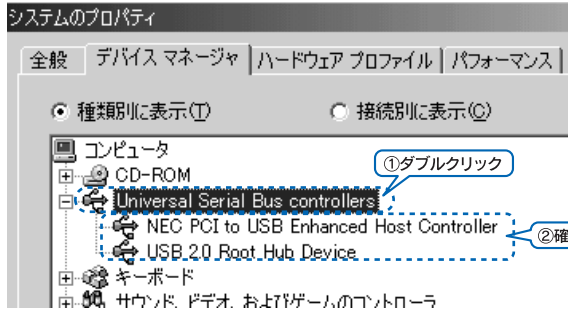 システムのプロパティ
全般 デバイス マネージャ ハードウェア プロファイル パフォーマンス
種類別に表示(T) 接続別に表示(C)
コンピュータ
①ダブルクリック
CD-ROM
Universal Serial Bus controllers
NEC PCI to USB Enhanced Host Controller
②確
USB 2.0 Root Hub Device
キーボード
サウンド、ビデオ、およびゲームのコントローラ